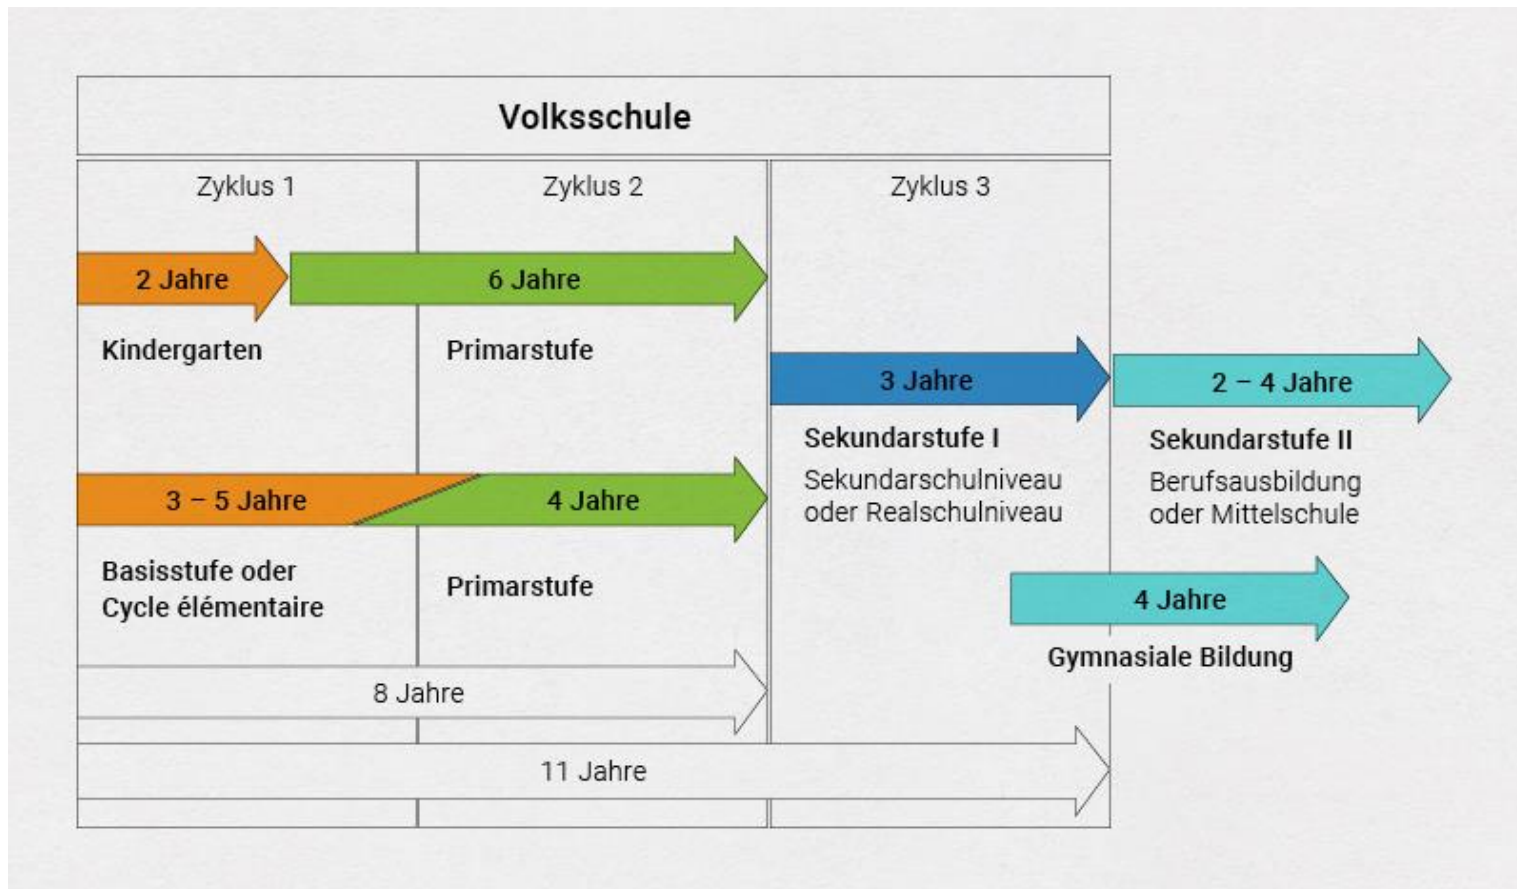 Volksschule
Zyklus 1
Zyklus 2
Zyklus 3
2 Jahre
6 Jahre
Kindergarten
Primarstufe
3 Jahre
2 – 4 Jahre
Sekundarstufe I
Sekundarschulniveau
oder Realschulniveau
Sekundarstufe II
Berufsausbildung
oder Mittelschule
3 – 5 Jahre
4 Jahre
Basisstufe oder
Cycle élémentaire
Primarstufe
4 Jahre
Gymnasiale Bildung
8 Jahre
11 Jahre